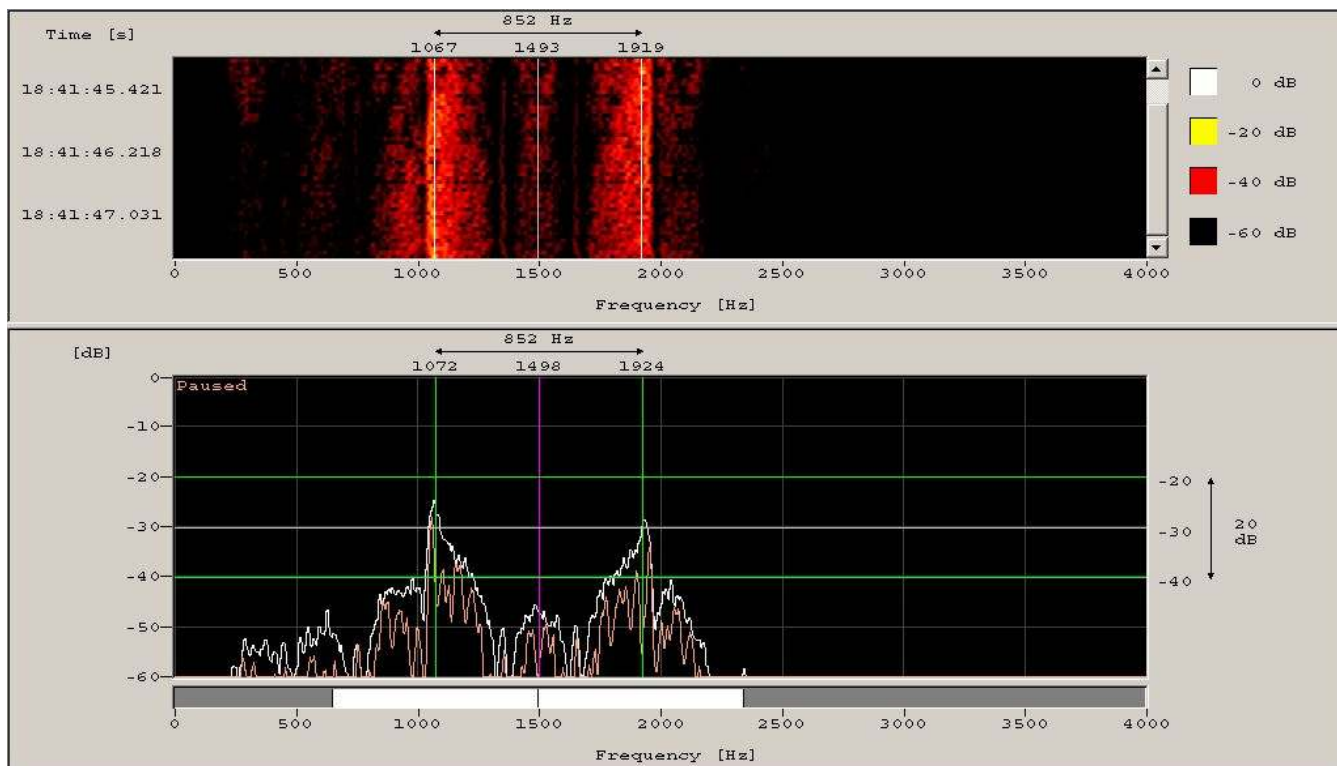 852 Hz
Time [s]
1067 1493 1919
18:41:45.421
18:41:46.218
18:41:47.031
0 dB
-20 dB
-40 dB
-60 dB
0 500 1000 1500 2000 2500 3000 3500 4000
Frequency [Hz]
852 Hz
[dB]
1072 1498 1924
Paused
0
-10
-20
-30
-40
-50
-60
-20
-30
-40
20
dB
0 500 1000 1500 2000 2500 3000 3500 4000
Frequency [Hz]